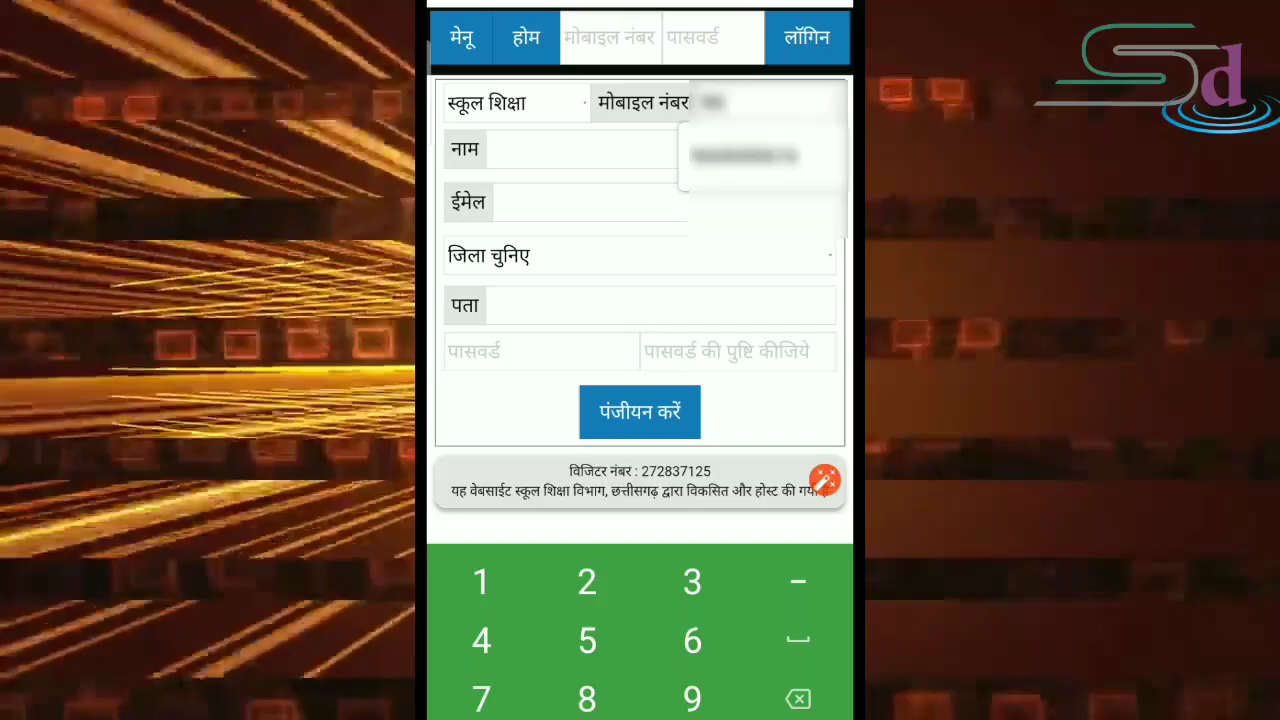 मेनू होम मोबाइल नंबर पासवर्ड लॉगिन
स्कूल शिक्षा मोबाइल नंबर
नाम
ईमेल
जिला चुनिए
पता
पासवर्ड पासवर्ड की पुष्टि कीजिये
पंजीयन करें
विजिटर नंबर : 272837125
यह वेबसाईट स्कूल शिक्षा विभाग, छत्तीसगढ़ द्वारा विकसित और होस्ट की
1 2 3 -
4 5 6
7 8 9
Sd